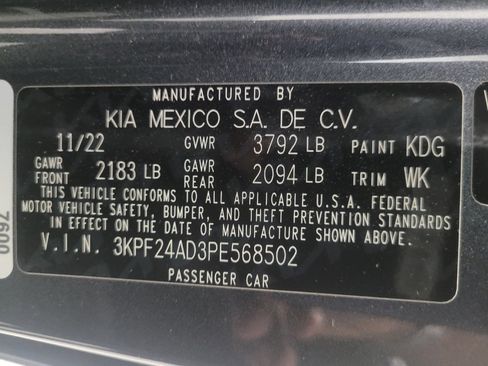 MANUFACTURED BY
KIA MEXICO S.A. DE C.V.
11/22 GVWR 3792 LB PAINT KDG
GAWR FRONT 2183 LB GAWR REAR 2094 LB TRIM WK
THIS VEHICLE CONFORMS TO ALL APPLICABLE U.S.A. FEDERAL
MOTOR VEHICLE SAFETY, BUMPER, AND THEFT PREVENTION STANDARDS
IN EFFECT ON THE DATE OF MANUFACTURE SHOWN ABOVE.
V.I.N. 3KPF24AD3PE568502
PASSENGER CAR
0092